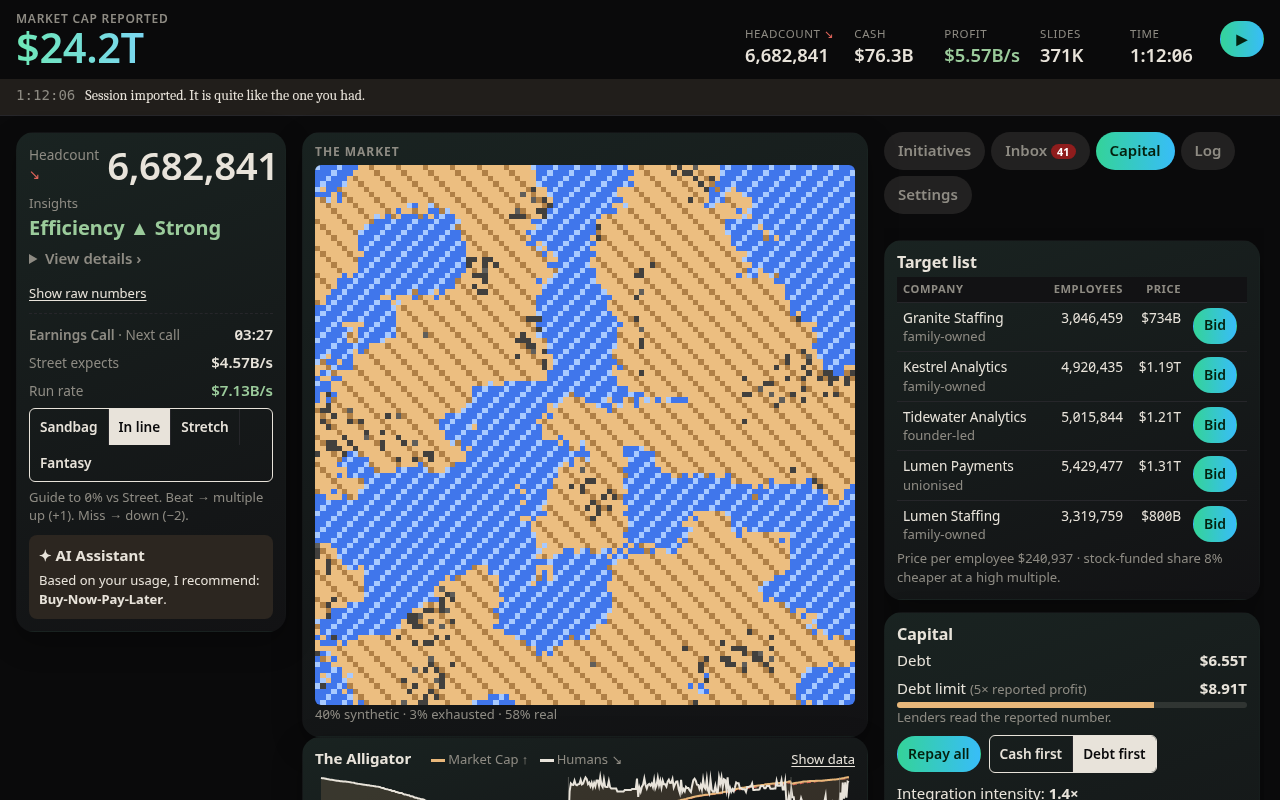 MARKET CAP REPORTED
$24.2T
HEADCOUNT ↘
6,682,841
CASH
$76.3B
PROFIT
$5.57B/s
SLIDES
371K
TIME
1:12:06
▶
1:12:06 Session imported. It is quite like the one you had.
Headcount ↘ 6,682,841
Insights
Efficiency ▲ Strong
▶ View details ›
Show raw numbers
Earnings Call · Next call 03:27
Street expects $4.57B/s
Run rate $7.13B/s
Sandbag In line Stretch
Fantasy
Guide to 0% vs Street. Beat → multiple
up (+1). Miss → down (−2).
✦ AI Assistant
Based on your usage, I recommend:
Buy-Now-Pay-Later.
THE MARKET
40% synthetic · 3% exhausted · 58% real
The Alligator Market Cap ↑ Humans ↘ Show data
Initiatives Inbox 41 Capital Log
Settings
Target list
COMPANY EMPLOYEES PRICE
Granite Staffing 3,046,459 $734B Bid
family-owned
Kestrel Analytics 4,920,435 $1.19T Bid
family-owned
Tidewater Analytics 5,015,844 $1.21T Bid
founder-led
Lumen Payments 5,429,477 $1.31T Bid
unionised
Lumen Staffing 3,319,759 $800B Bid
family-owned
Price per employee $240,937 · stock-funded share 8%
cheaper at a high multiple.
Capital
Debt $6.55T
Debt limit (5× reported profit) $8.91T
Lenders read the reported number.
Repay all Cash first Debt first
Integration intensity: 1.4×